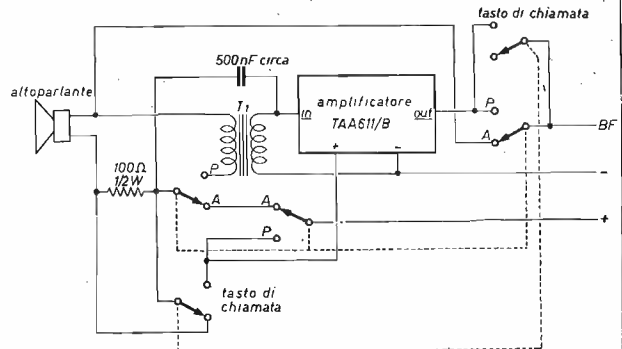 tasto di chiamata
500nF circa
altoparlante
T1
amplificatore
TAA611/B
in
out
+
-
P
A
BF
100Ω
1/2W
P
A
A
P
-
+
tasto di
chiamata